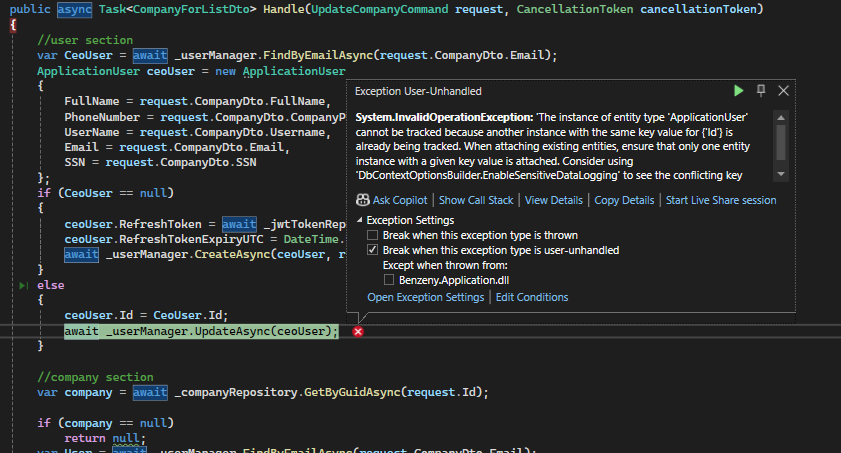 public async Task<CompanyForListDto> Handle(UpdateCompanyCommand request, CancellationToken cancellationToken)
{
//user section
var CeoUser = await _userManager.FindByEmailAsync(request.CompanyDto.Email);
ApplicationUser ceoUser = new ApplicationUser
{
FullName = request.CompanyDto.FullName,
PhoneNumber = request.CompanyDto.CompanyP
UserName = request.CompanyDto.Username,
Email = request.CompanyDto.Email,
SSN = request.CompanyDto.SSN
};
if (CeoUser == null)
{
ceoUser.RefreshToken = await _jwtTokenRep
ceoUser.RefreshTokenExpiryUTC = DateTime.
await _userManager.CreateAsync(ceoUser, r
}
else
{
ceoUser.Id = CeoUser.Id;
await _userManager.UpdateAsync(ceoUser);
}
//company section
var company = await _companyRepository.GetByGuidAsync(request.Id);
if (company == null)
return null;
var User = await _userManager.FindByEmailAsync(request.CompanyDto.Email);
Exception User-Unhandled
System.InvalidOperationException: 'The instance of entity type 'ApplicationUser'
cannot be tracked because another instance with the same key value for {'Id'} is
already being tracked. When attaching existing entities, ensure that only one entity
instance with a given key value is attached. Consider using
'DbContextOptionsBuilder.EnableSensitiveDataLogging' to see the conflicting key
Ask Copilot | Show Call Stack | View Details | Copy Details | Start Live Share session
Exception Settings
Break when this exception type is thrown
Break when this exception type is user-unhandled
Except when thrown from:
Benzeny.Application.dll
Open Exception Settings | Edit Conditions